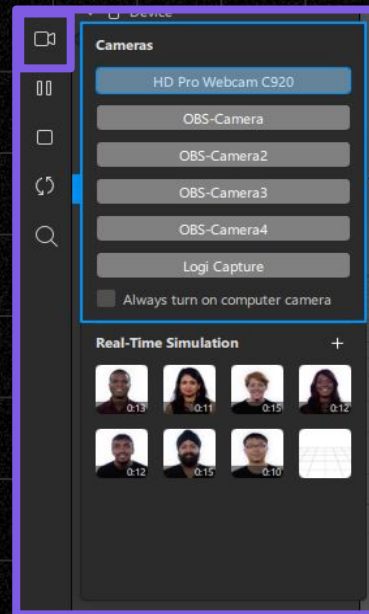 Device
Cameras
HD Pro Webcam C920
OBS-Camera
OBS-Camera2
OBS-Camera3
OBS-Camera4
Logi Capture
Always turn on computer camera
Real-Time Simulation +
0:13 0:11 0:15 0:12
0:12 0:15 0:10